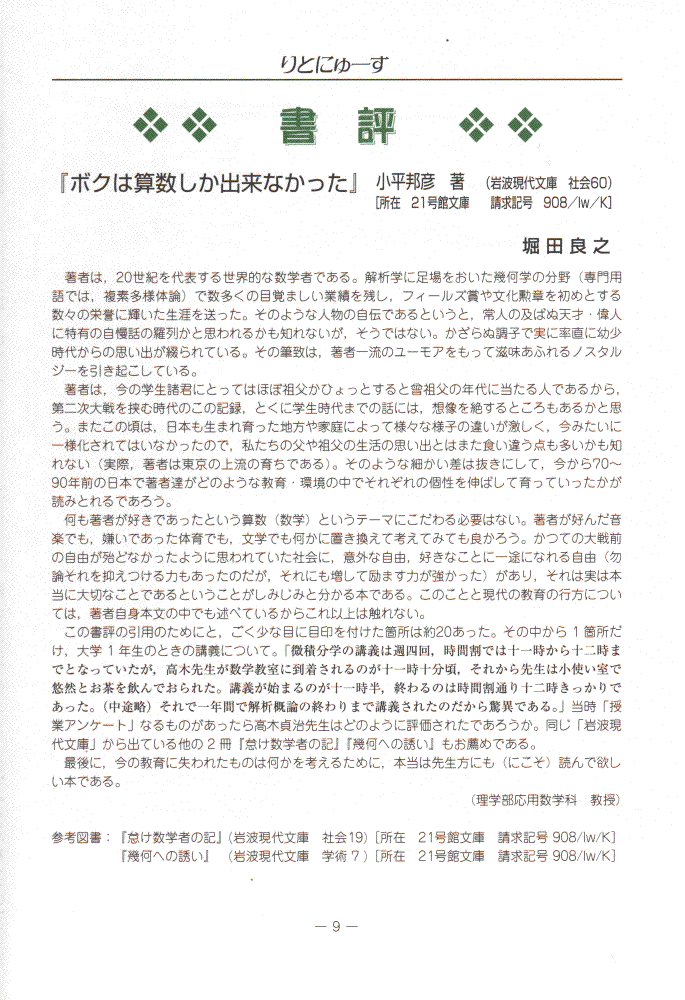 りとにゅーす
書評
『ボクは算数しか出来なかった』 小平邦彦 著 (岩波現代文庫 社会60)
[所在 21号館文庫 請求記号 908/Iw/K]
堀田良之
著者は，20世紀を代表する世界的な数学者である。解析学に足場をおいた幾何学の分野（専門用
語では，複素多様体論）で数多くの目覚ましい業績を残し，フィールズ賞や文化勲章を初めとする
数々の栄誉に輝いた生涯を送った。そのような人物の自伝であるというと，常人の及ばぬ天才・偉人
に特有の自慢話の羅列かと思われるかも知れないが，そうではない。かざらぬ調子で実に率直に幼少
時代からの思い出が綴られている。その筆致は，著者一流のユーモアをもって滋味あふれるノスタル
ジーを引き起こしている。
著者は，今の学生諸君にとってはほぼ祖父かひょっとすると曾祖父の年代に当たる人であるから，
第二次大戦を挟む時代のこの記録，とくに学生時代までの話には，想像を絶するところもあるかと思
う。またこの頃は，日本も生まれ育った地方や家庭によって様々な様子の違いが激しく，今みたいに
一様化されてはいなかったので，私たちの父や祖父の生活の思い出とはまた食い違う点も多いかも知
れない（実際，著者は東京の上流の育ちである）。そのような細かい差は抜きにして，今から70～
90年前の日本で著者達がどのような教育・環境の中でそれぞれの個性を伸ばして育っていったかが
読みとれるであろう。
何も著者が好きであったという算数（数学）というテーマにこだわる必要はない。著者が好んだ音
楽でも，嫌いであった体育でも，文学でも何かに置き換えて考えてみても良かろう。かつての大戦前
の自由が殆どなかったように思われていた社会に，意外な自由，好きなことに一途になれる自由（勿
論それを抑えつける力もあったのだが，それにも増して励ます力が強かった）があり，それは実は本
当に大切なことであるということがしみじみと分かる本である。このことと現代の教育の行方につい
ては，著者自身本文の中でも述べているからこれ以上は触れない。
この書評の引用のためにと，ごく少な目に目印を付けた箇所は約20あった。その中から１箇所だ
け，大学１年生のときの講義について。「微積分学の講義は週四回，時間割では十一時から十二時ま
でとなっていたが，高木先生が数学教室に到着されるのが十一時十分頃，それから先生は小使い室で
悠然とお茶を飲んでおられた。講義が始まるのが十一時半，終わるのは時間割通り十二時きっかりで
あった。（中途略）それで一年間で解析概論の終わりまで講義されたのだから驚異である。」当時「授
業アンケート」なるものがあったら高木貞治先生はどのように評価されたであろうか。同じ「岩波現
代文庫」から出ている他の２冊『怠け数学者の記』『幾何への誘い』もお薦めである。
最後に，今の教育に失われたものは何かを考えるために，本当は先生方にも（にこそ）読んで欲し
い本である。
（理学部応用数学科 教授）
参考図書：『怠け数学者の記』（岩波現代文庫 社会19）[所在 21号館文庫 請求記号 908/Iw/K]
『幾何への誘い』 （岩波現代文庫 学術７）[所在 21号館文庫 請求記号 908/Iw/K]
— 9 —